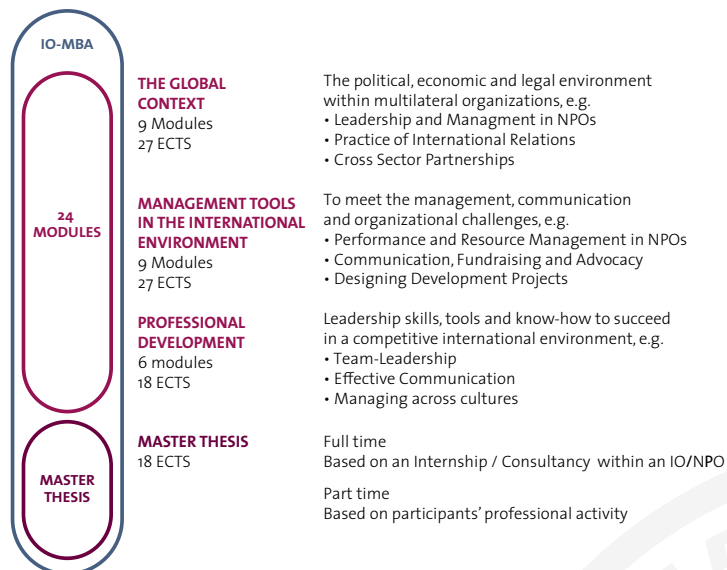 IO-MBA
24
MODULES
THE GLOBAL
CONTEXT
9 Modules
27 ECTS
The political, economic and legal environment
within multilateral organizations, e.g.
• Leadership and Managment in NPOs
• Practice of International Relations
• Cross Sector Partnerships
MANAGEMENT TOOLS
IN THE INTERNATIONAL
ENVIRONMENT
9 Modules
27 ECTS
To meet the management, communication
and organizational challenges, e.g.
• Performance and Resource Management in NPOs
• Communication, Fundraising and Advocacy
• Designing Development Projects
PROFESSIONAL
DEVELOPMENT
6 modules
18 ECTS
Leadership skills, tools and know-how to succeed
in a competitive international environment, e.g.
• Team-Leadership
• Effective Communication
• Managing across cultures
MASTER
THESIS
MASTER THESIS
18 ECTS
Full time
Based on an Internship / Consultancy within an IO/NPO
Part time
Based on participants' professional activity